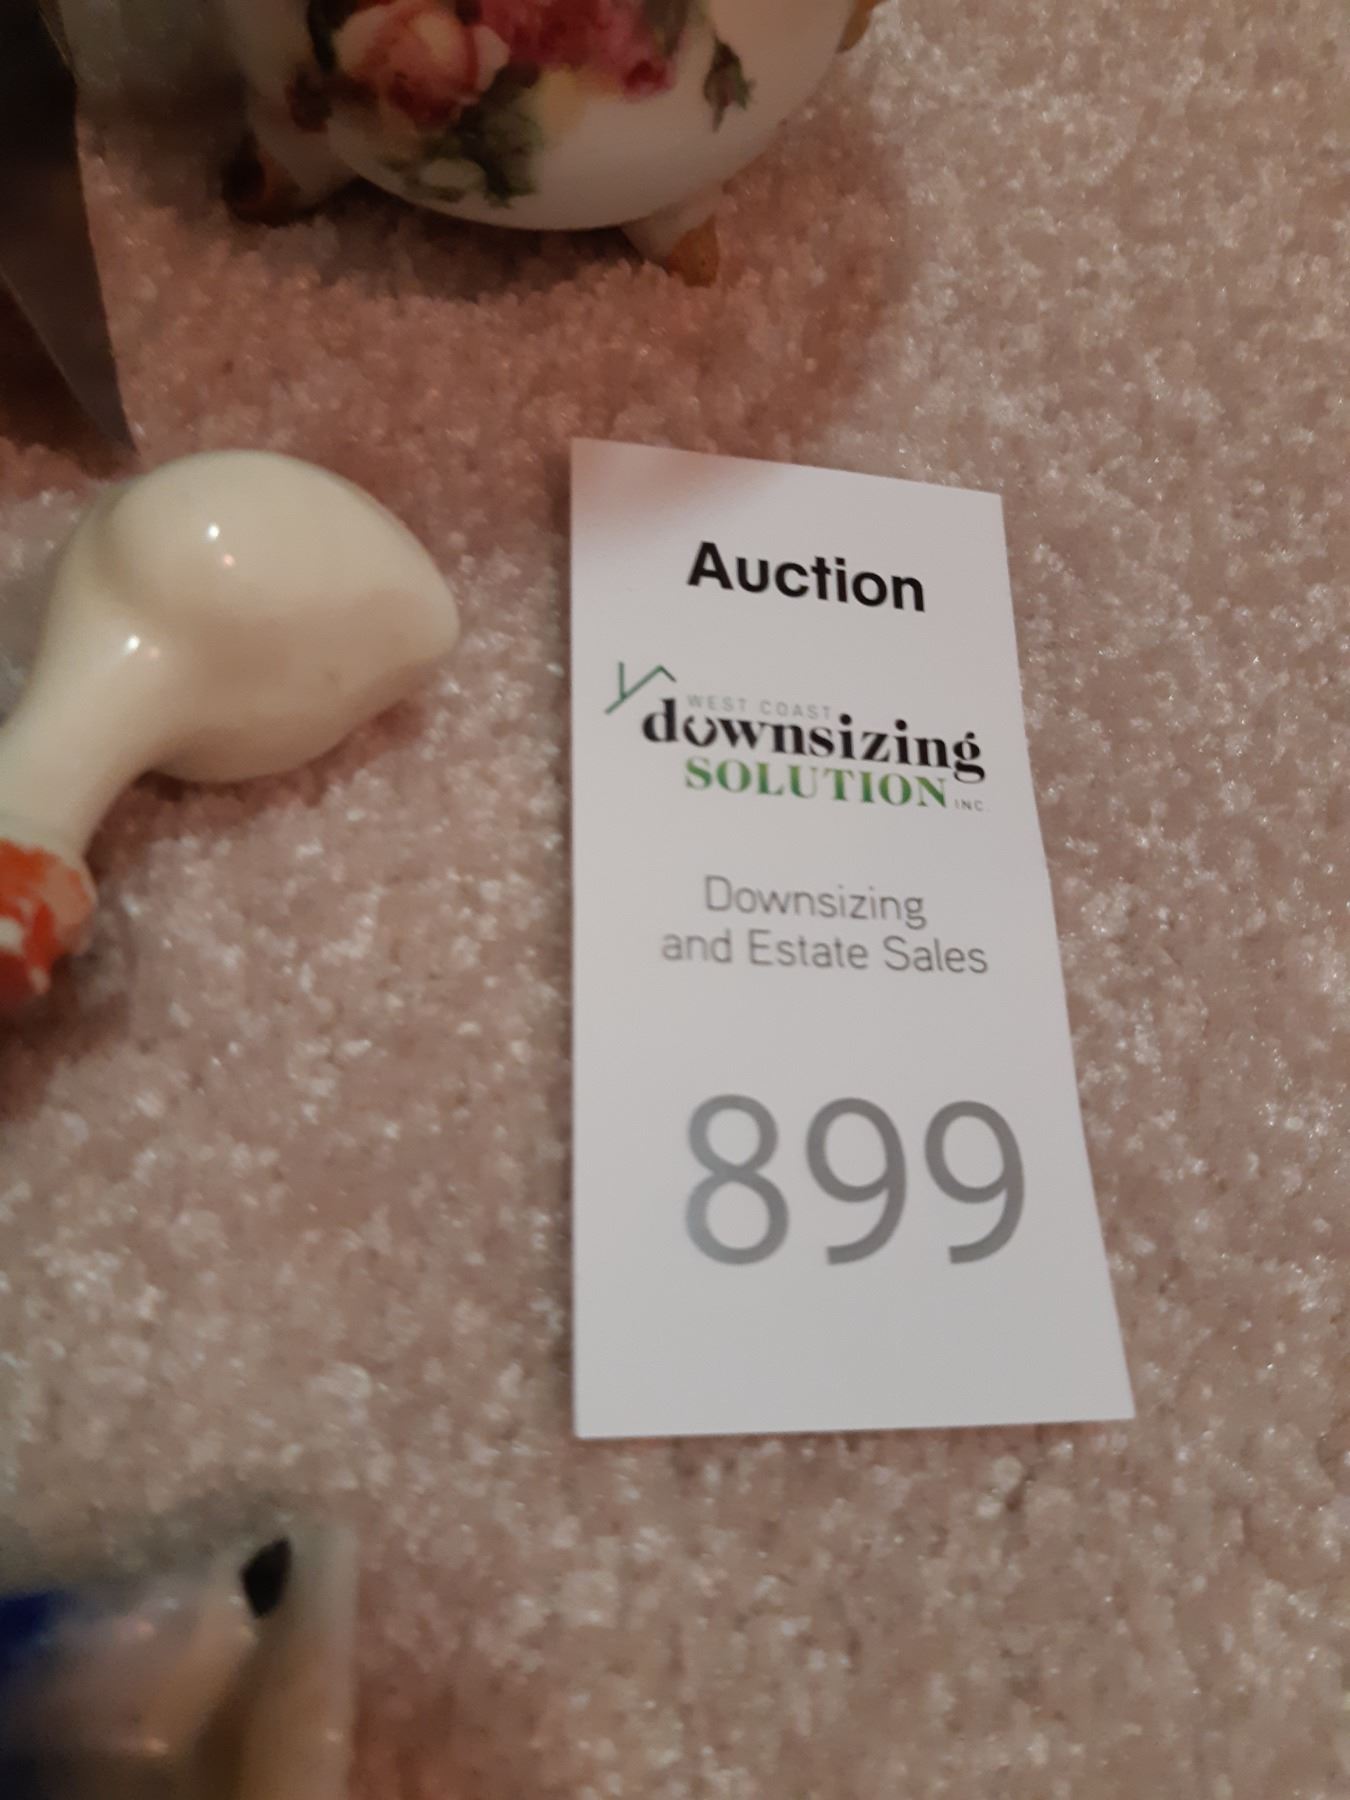 Auction
WEST COAST
downsizing
SOLUTION INC.
Downsizing
and Estate Sales
899